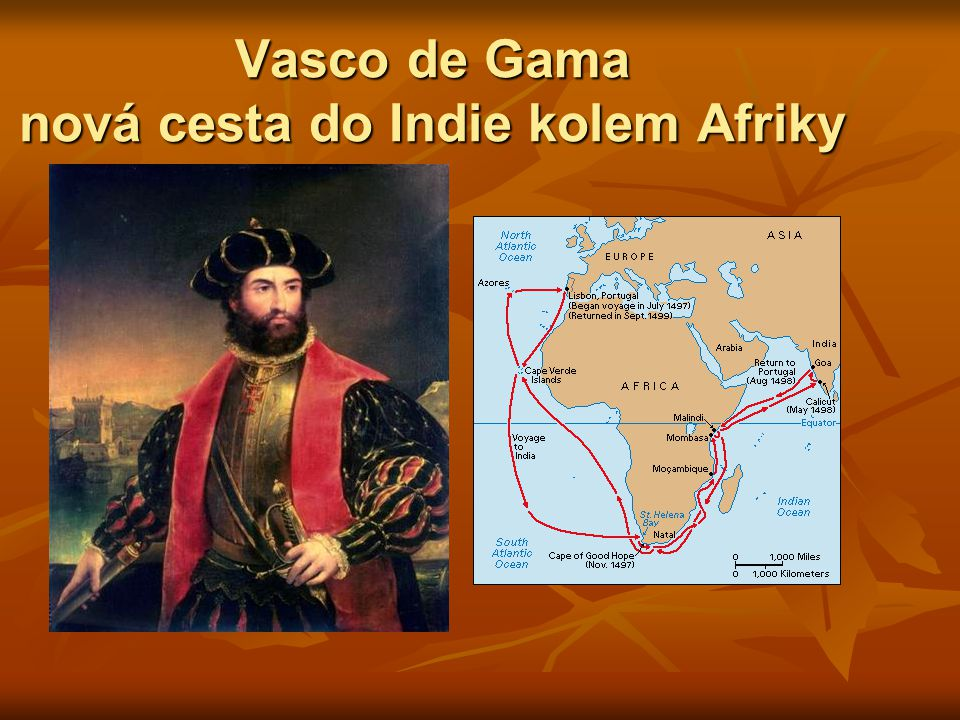 Vasco de Gama
nová cesta do Indie kolem Afriky
North
Atlantic
Ocean
ASIA
EUROPE
Azores
Lisbon, Portugal
(Began voyage in July 1497)
(Returned in Sept. 1499)
Arabia
India
Return to
Portugal
(Aug 1498)
Goa
Cape Verde
Islands
AFRICA
Calicut
(May 1498)
Malindi
Equator
Voyage
to
India
Mombasa
Moçambique
Indian
Ocean
St. Helena
Bay
Natal
South
Atlantic
Ocean
Cape of Good Hope
(Nov. 1497)
0 1,000 Miles
0 1,000 Kilometers